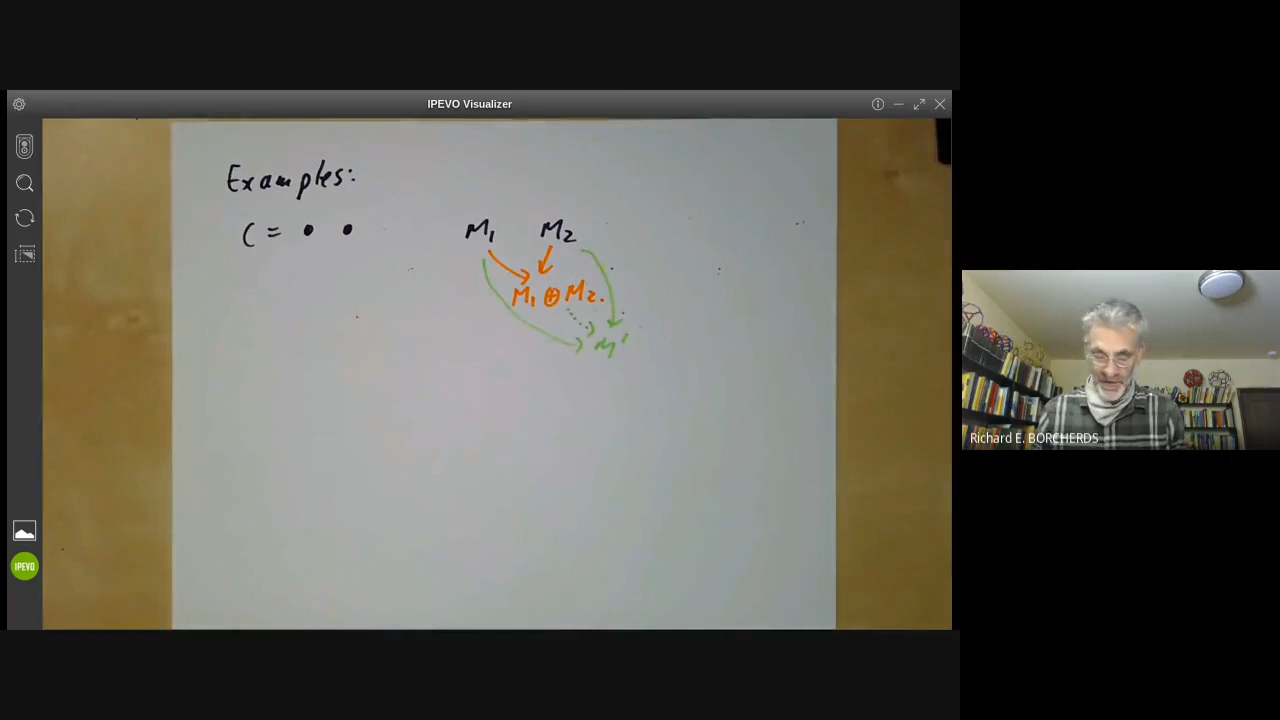 IPEVO Visualizer
Examples:
C = • •
M₁ M₂
M₁ ⊕ M₂.
M'
IPEVO
Richard E. BORCHERDS